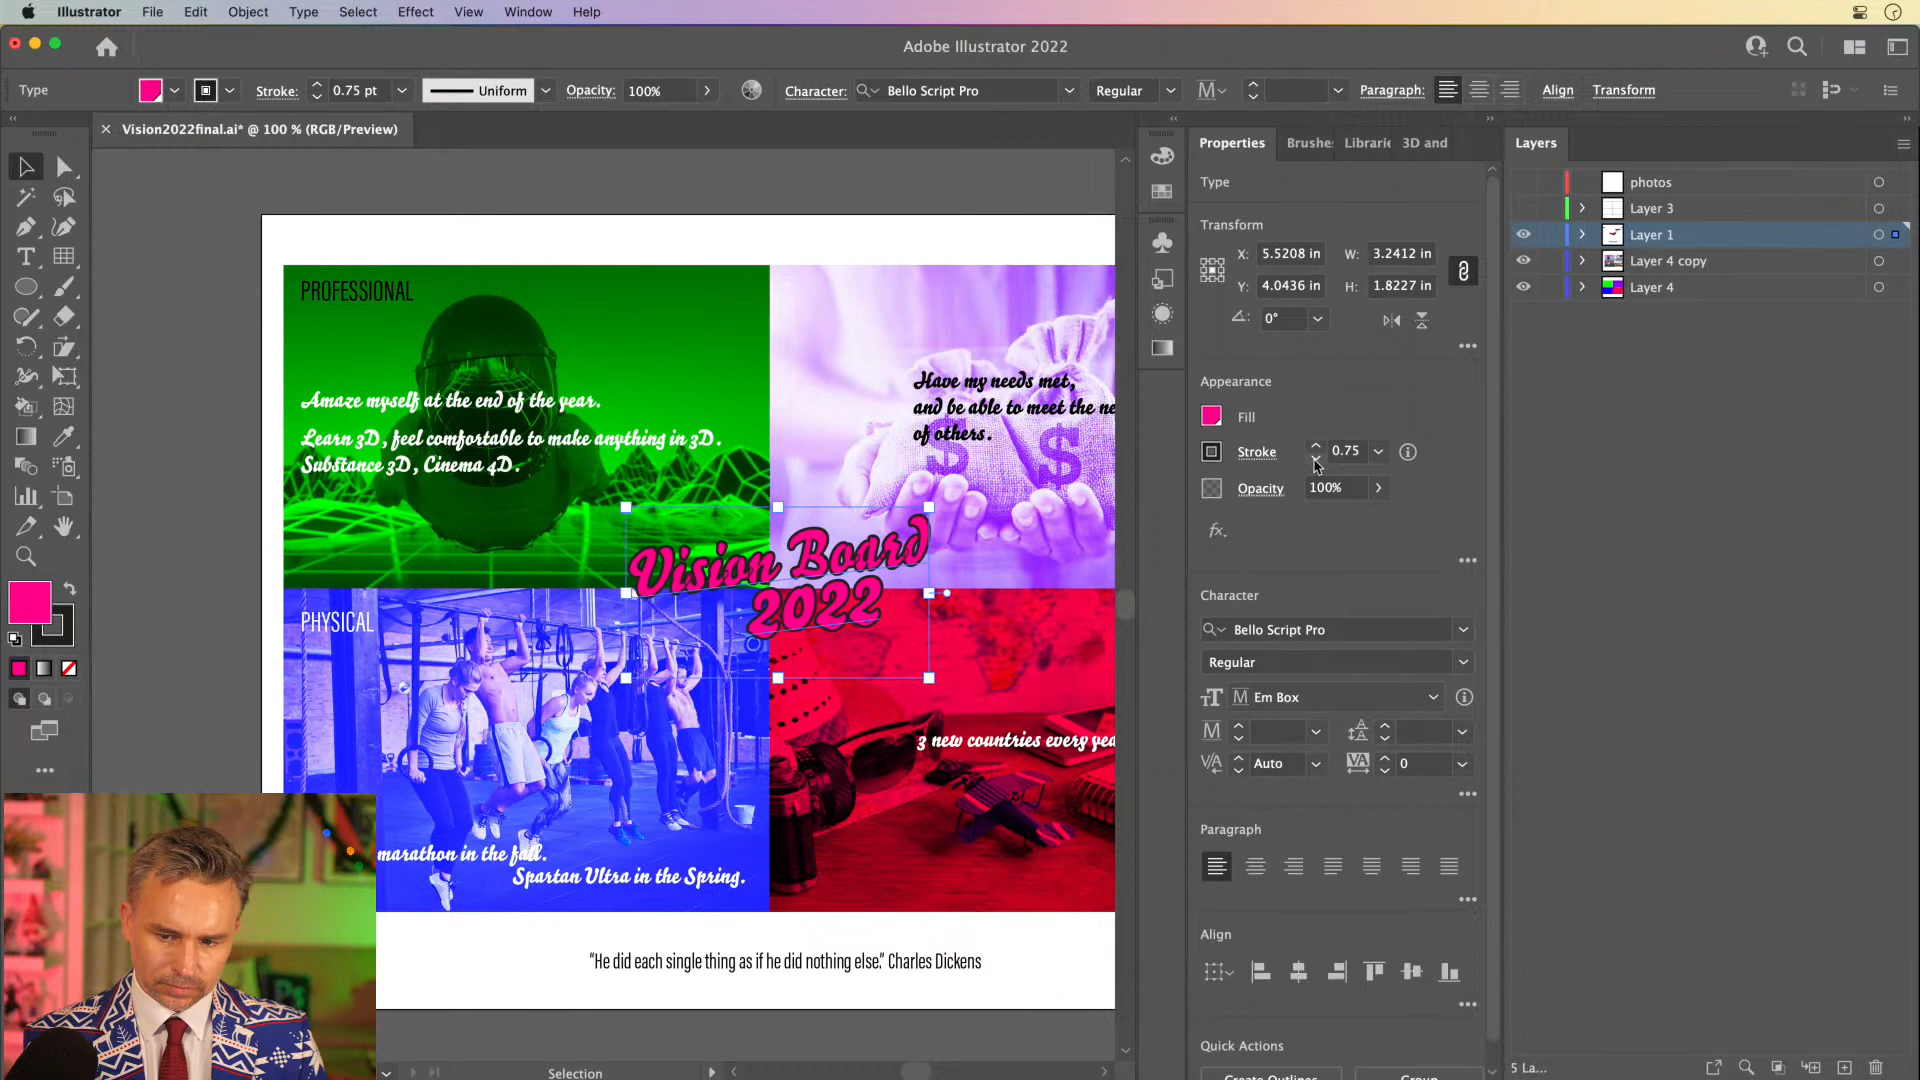 Illustrator File Edit Object Type Select Effect View Window Help
Adobe Illustrator 2022
Type Stroke: 0.75 pt Uniform Opacity: 100% Character: Bello Script Pro Regular Paragraph: Align Transform
Vision2022final.ai* @ 100 % (RGB/Preview)
Properties Brushe: Librarie 3D and Layers
Type
Transform
X: 5.5208 in W: 3.2412 in
Y: 4.0436 in H: 1.8227 in
0°
Appearance
Fill
Stroke 0.75
Opacity 100%
fx.
Character
Bello Script Pro
Regular
Em Box
Auto 0
Paragraph
Align
Quick Actions
Create Outlines Group
photos
Layer 3
Layer 1
Layer 4 copy
Layer 4
5 La...
PROFESSIONAL
Amaze myself at the end of the year.
Learn 3D, feel comfortable to make anything in 3D.
Substance 3D, Cinema 4D.
Have my needs met,
and be able to meet the ne
of others.
$ $
Vision Board
2022
PHYSICAL
3 new countries every yea
marathon in the fall.
Spartan Ultra in the Spring.
“He did each single thing as if he did nothing else.” Charles Dickens
Selection